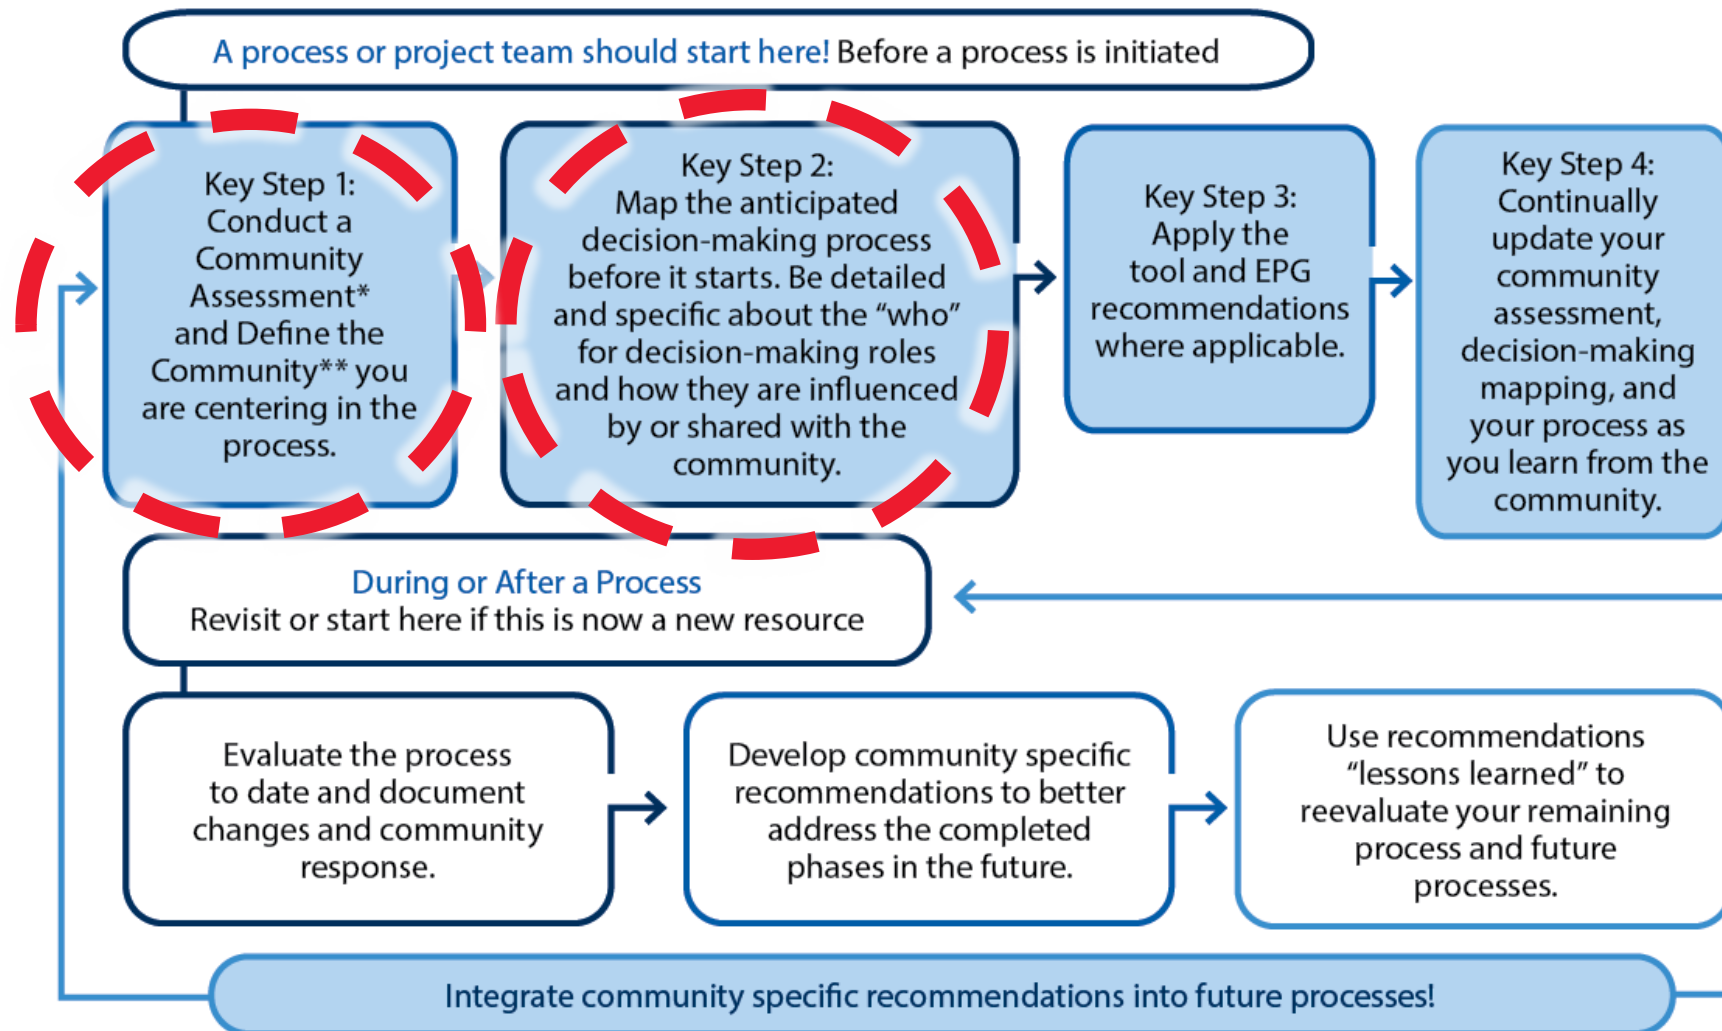 A process or project team should start here! Before a process is initiated
Key Step 1:
Conduct a
Community
Assessment*
and Define the
Community** you
are centering in the
process.
Key Step 2:
Map the anticipated
decision-making process
before it starts. Be detailed
and specific about the “who”
for decision-making roles
and how they are influenced
by or shared with the
community.
Key Step 3:
Apply the
tool and EPG
recommendations
where applicable.
Key Step 4:
Continually
update your
community
assessment,
decision-making
mapping, and
your process as
you learn from the
community.
During or After a Process
Revisit or start here if this is now a new resource
Evaluate the process
to date and document
changes and community
response.
Develop community specific
recommendations to better
address the completed
phases in the future.
Use recommendations
“lessons learned” to
reevaluate your remaining
process and future
processes.
Integrate community specific recommendations into future processes!